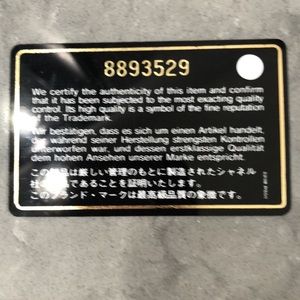 8893529
We certify the authenticity of this item and confirm
that it has been subjected to the most exacting quality
control. Its high quality is a symbol of the fine reputation
of the Trademark.
Wir bestätigen, dass es sich um einen Artikel handelt,
der während seiner Herstellung strengsten Kontrollen
unterworfen war, und dessen erstklassige Qualität
dem hohen Ansehen unserer Marke entspricht.
この製品は厳しい管理のもとに製造されたシャネル
社の製品であることを証明いたします。
このブランド・マークは最高級品質の象徴です。